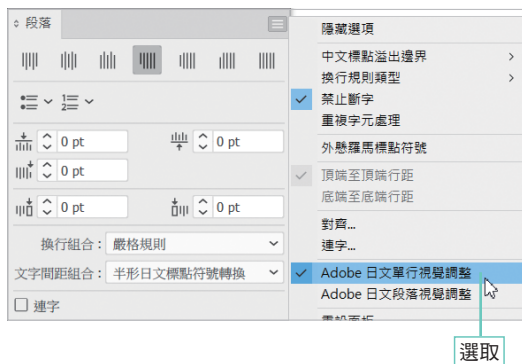 段落
0 pt
0 pt
0 pt
0 pt
0 pt
換行組合：嚴格規則
文字間距組合：半形日文標點符號轉換
連字
隱藏選項
中文標點溢出邊界
換行規則類型
禁止斷字
重複字元處理
外懸羅馬標點符號
頂端至頂端行距
底端至底端行距
對齊...
連字...
Adobe 日文單行視覺調整
Adobe 日文段落視覺調整
選取